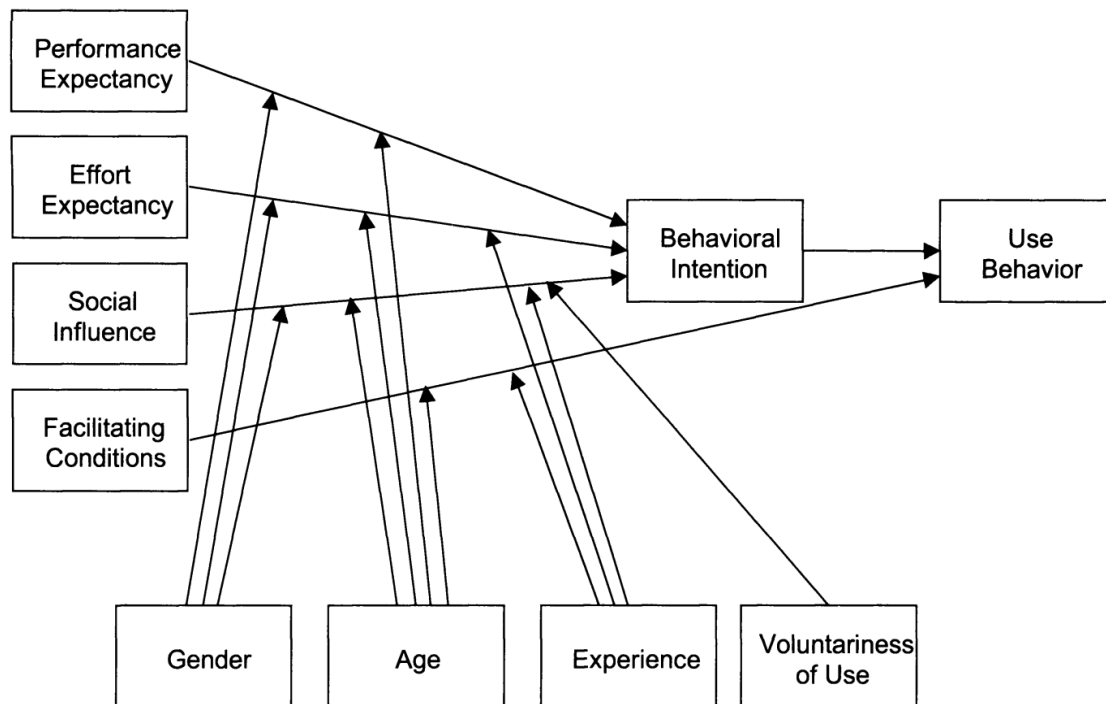 Performance
Expectancy
Effort
Expectancy
Social
Influence
Facilitating
Conditions
Behavioral
Intention
Use
Behavior
Gender
Age
Experience
Voluntariness
of Use